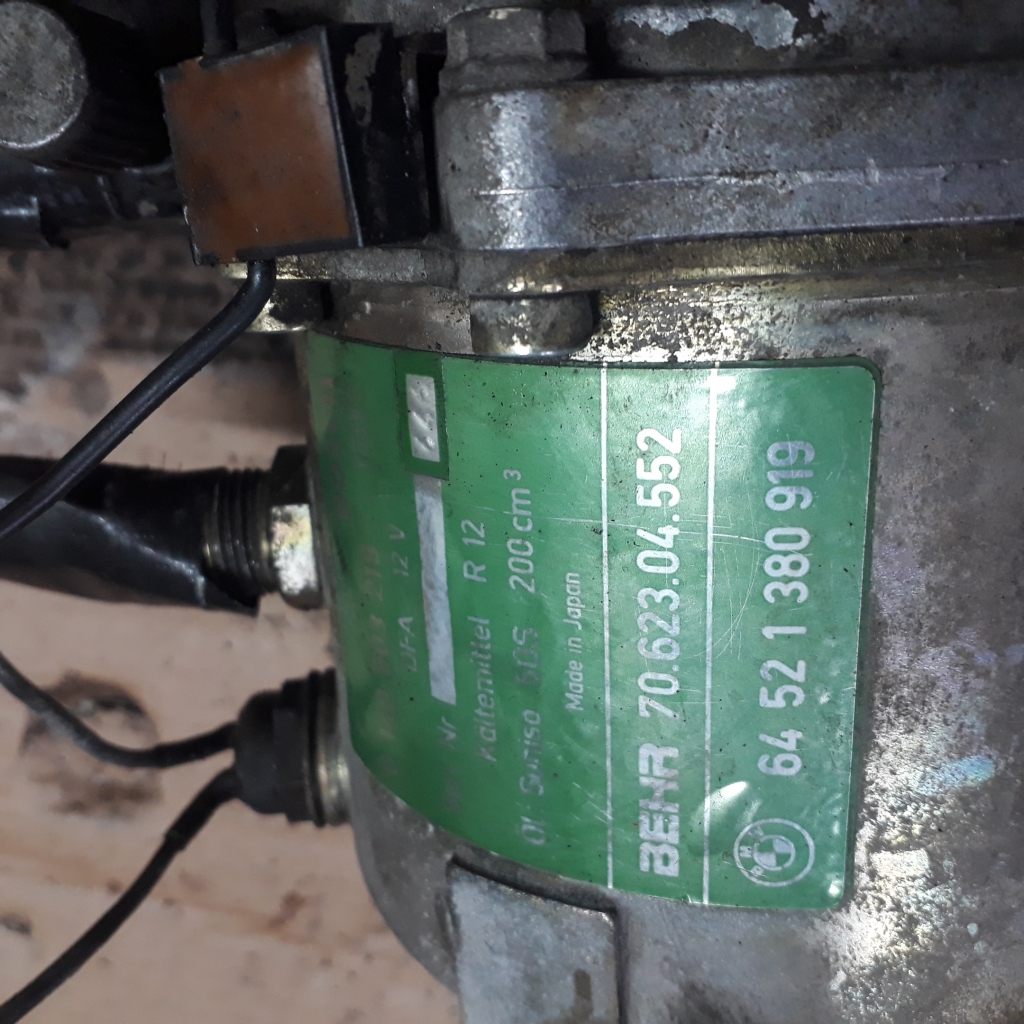 12 V
Nr
Kältemittel R 12
Öl Suniso 5GS 200 cm³
Made in Japan
BEHR 70.623.04.552
BMW 64 52 1 380 919